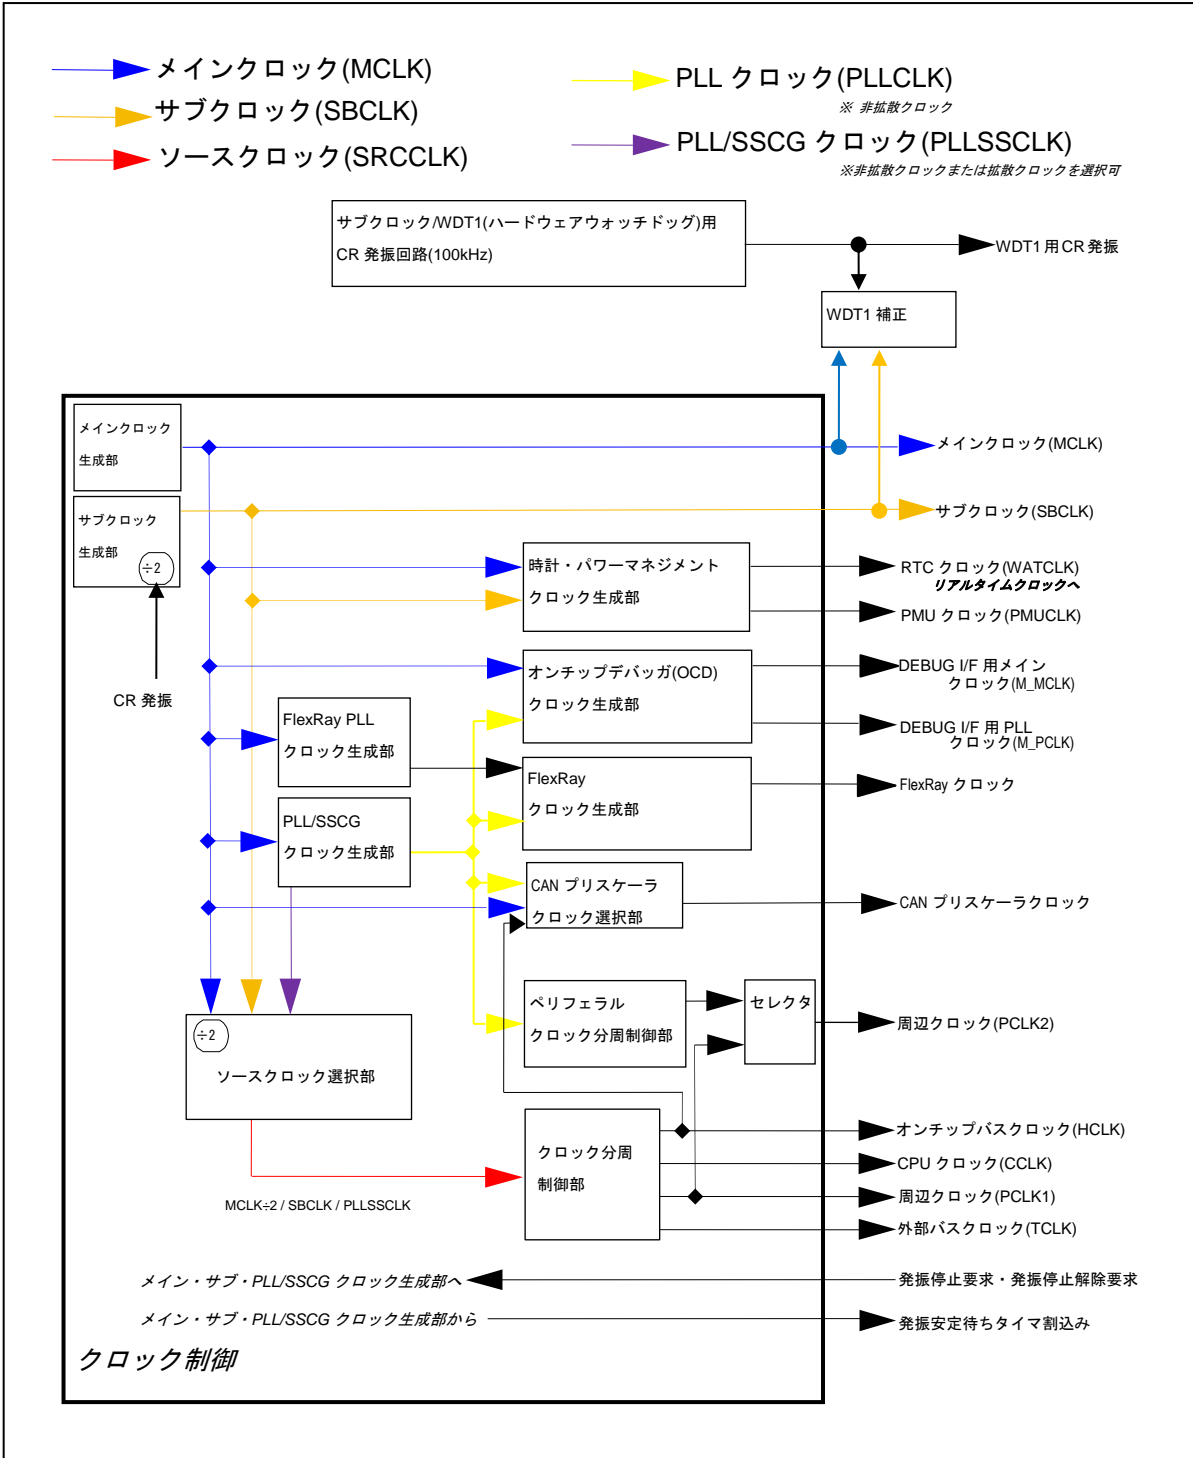 メインクロック(MCLK)
サブクロック(SBCLK)
ソースクロック(SRCCLK)
PLL クロック(PLLCLK)
※ 非拡散クロック
PLL/SSCG クロック(PLLSSCLK)
※非拡散クロックまたは拡散クロックを選択可
サブクロック/WDT1(ハードウェアウォッチドッグ)用
CR 発振回路(100kHz)
WDT1 用 CR 発振
WDT1 補正
メインクロック
生成部
メインクロック(MCLK)
サブクロック
生成部
÷2
サブクロック(SBCLK)
CR 発振
時計・パワーマネジメント
クロック生成部
RTC クロック(WATCLK)
リアルタイムクロックへ
PMU クロック(PMUCLK)
オンチップデバッガ(OCD)
クロック生成部
DEBUG I/F 用メイン
クロック(M_MCLK)
DEBUG I/F 用 PLL
クロック(M_PCLK)
FlexRay PLL
クロック生成部
FlexRay
クロック生成部
FlexRay クロック
PLL/SSCG
クロック生成部
CAN プリスケーラ
クロック選択部
CAN プリスケーラクロック
ペリフェラル
クロック分周制御部
セレクタ
周辺クロック(PCLK2)
÷2
ソースクロック選択部
MCLK÷2 / SBCLK / PLLSSCLK
クロック分周
制御部
オンチップバスクロック(HCLK)
CPU クロック(CCLK)
周辺クロック(PCLK1)
外部バスクロック(TCLK)
メイン・サブ・PLL/SSCG クロック生成部へ
発振停止要求・発振停止解除要求
メイン・サブ・PLL/SSCG クロック生成部から
発振安定待ちタイマ割込み
クロック制御